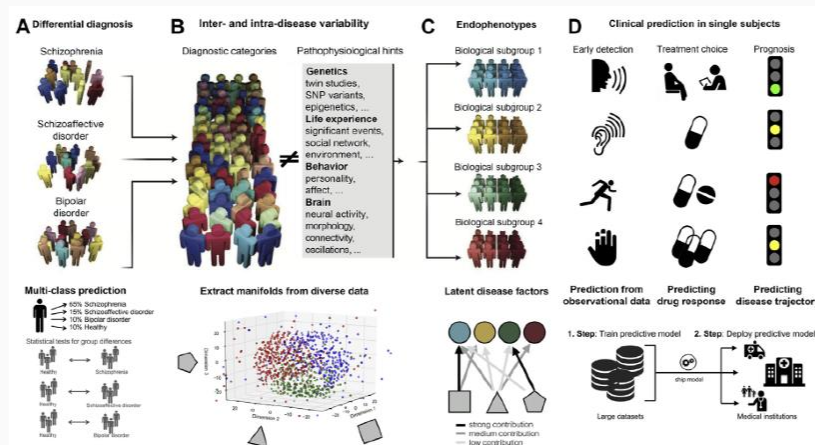 A
Differential diagnosis
Schizophrenia
Schizoaffective
disorder
Bipolar
disorder
Multi-class prediction
65% Schizophrenia
15% Schizoaffective disorder
10% Bipolar disorder
10% Healthy
Statistical tests for group differences
healthy
Schizophrenia
Healthy
Schizoaffective disorder
Healthy
Bipolar disorder
B
Inter- and intra-disease variability
Diagnostic categories
Pathophysiological hints
≠
Genetics
twin studies,
SNP variants,
epigenetics, ...
Life experience
significant events,
social network,
environment, ...
Behavior
personality,
affect, ...
Brain
neural activity,
morphology,
connectivity,
oscillations, ...
Extract manifolds from diverse data
Dimension 2
Dimension 1
C
Endophenotypes
Biological subgroup 1
Biological subgroup 2
Biological subgroup 3
Biological subgroup 4
Latent disease factors
strong contribution
medium contribution
low contribution
D
Clinical prediction in single subjects
Early detection
Treatment choice
Prognosis
Prediction from
observational data
Predicting
drug response
Predicting
disease trajector
1. Step: Train predictive model
2. Step: Deploy predictive model
ship model
Large datasets
Medical institutions